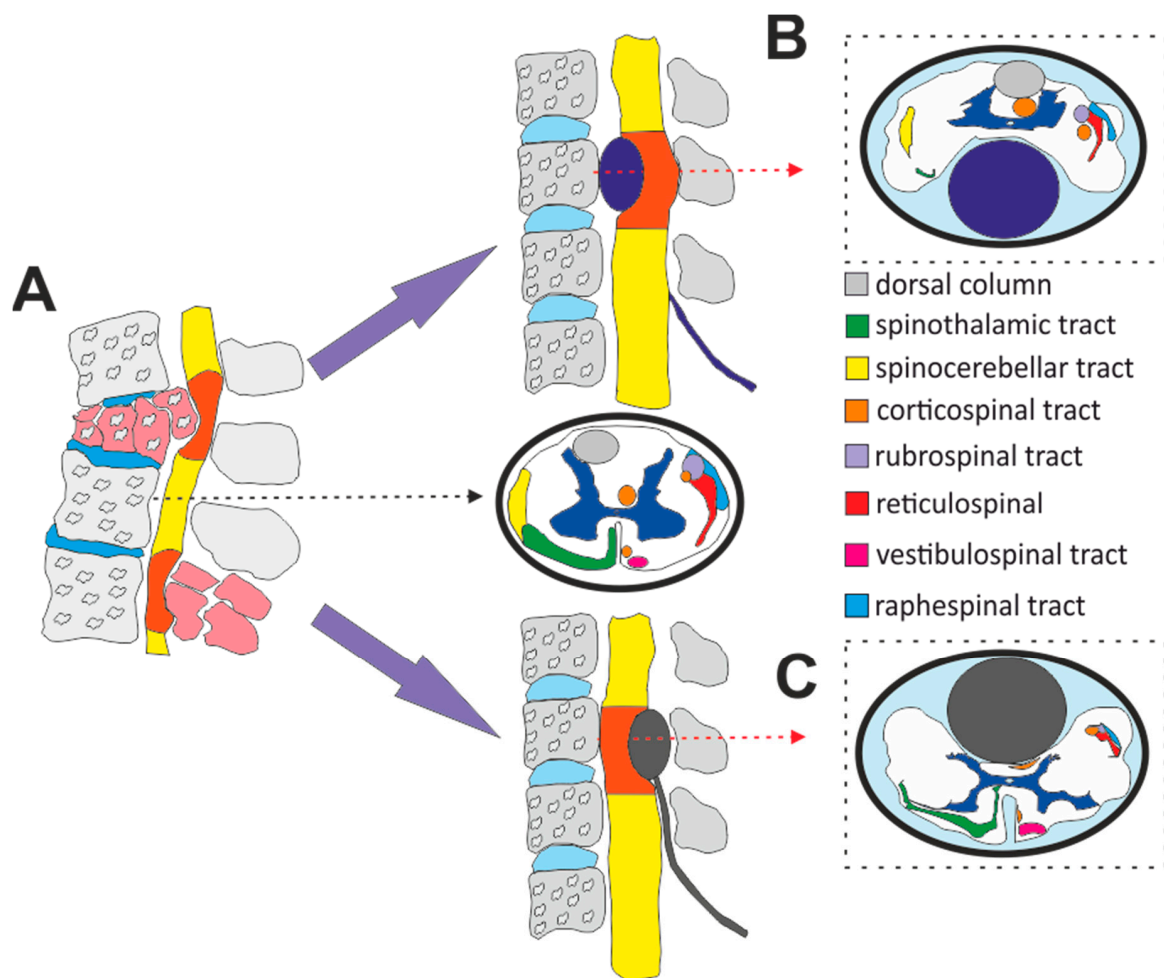 A
B
dorsal column
spinothalamic tract
spinocerebellar tract
corticospinal tract
rubrospinal tract
reticulospinal
vestibulospinal tract
raphespinal tract
C